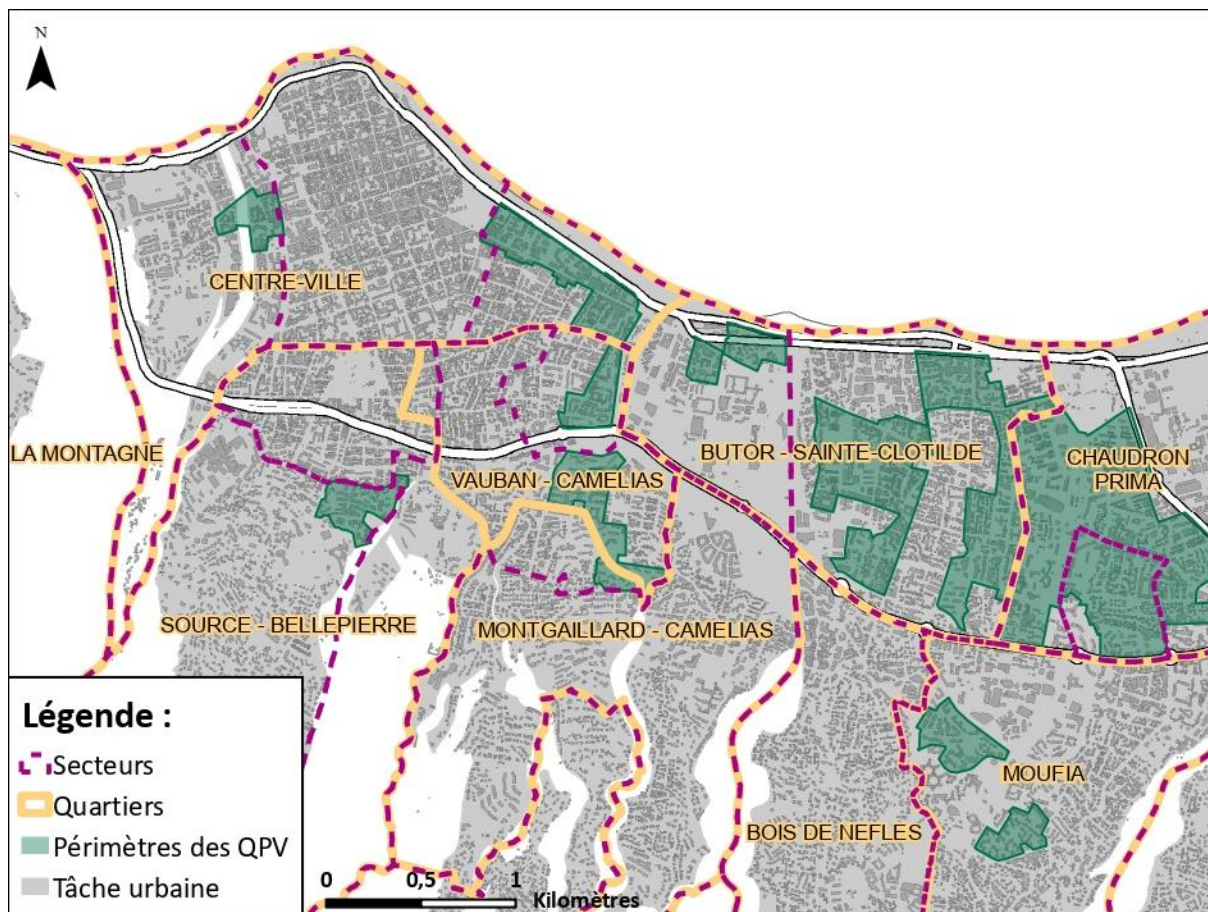 N
CENTRE-VILLE
LA MONTAGNE
VAUBAN - CAMELIAS
BUTOR - SAINTE-CLOTILDE
CHAUDRON
PRIMA
SOURCE - BELLEPIERRE
MONTGAILLARD - CAMELIAS
MOUFIA
BOIS DE NEFLES
Légende :
Secteurs
Quartiers
Périmètres des QPV
Tâche urbaine
0 0,5 1
Kilomètres